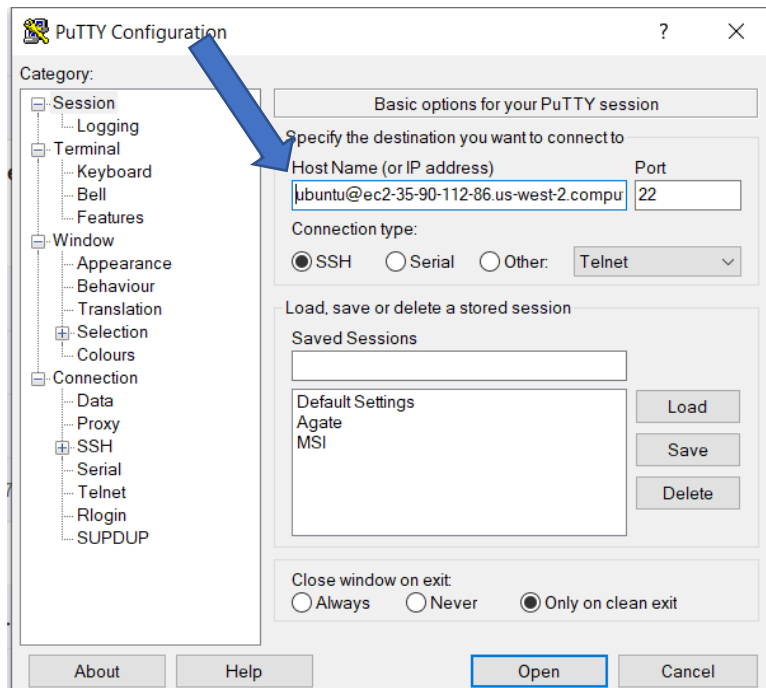 PuTTY Configuration
?
Category:
Session
Logging
Terminal
Keyboard
Bell
Features
Window
Appearance
Behaviour
Translation
Selection
Colours
Connection
Data
Proxy
SSH
Serial
Telnet
Rlogin
SUPDUP
Basic options for your PuTTY session
Specify the destination you want to connect to
Host Name (or IP address) Port
ubuntu@ec2-35-90-112-86.us-west-2.comput 22
Connection type:
SSH Serial Other: Telnet
Load, save or delete a stored session
Saved Sessions
Default Settings
Agate
MSI
Load
Save
Delete
Close window on exit:
Always Never Only on clean exit
About Help Open Cancel